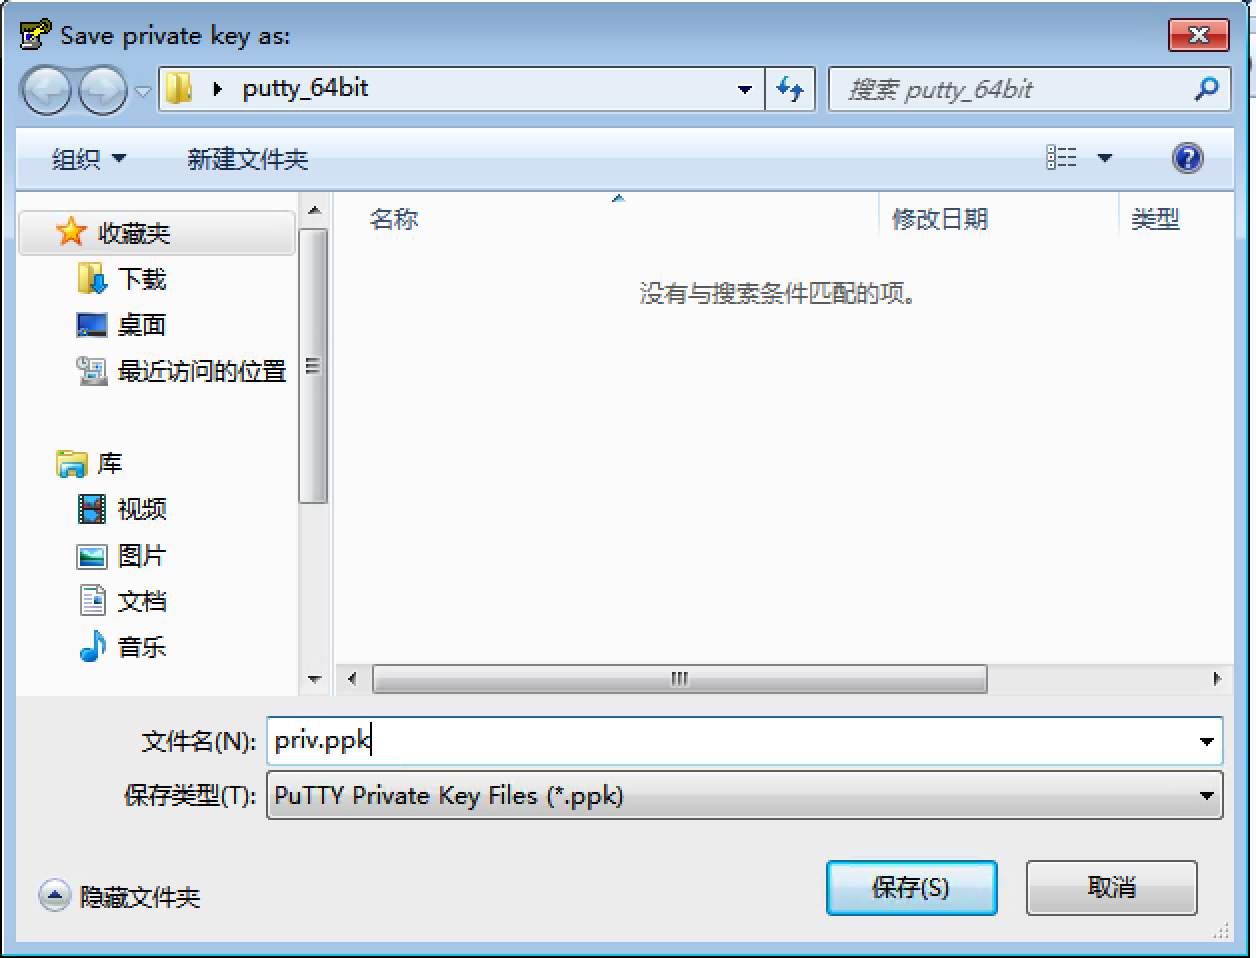 Save private key as:
putty_64bit
搜索 putty_64bit
组织
新建文件夹
收藏夹
下载
桌面
最近访问的位置
库
视频
图片
文档
音乐
名称
修改日期
类型
没有与搜索条件匹配的项。
文件名(N):
priv.ppk
保存类型(T):
PuTTY Private Key Files (*.ppk)
隐藏文件夹
保存(S)
取消